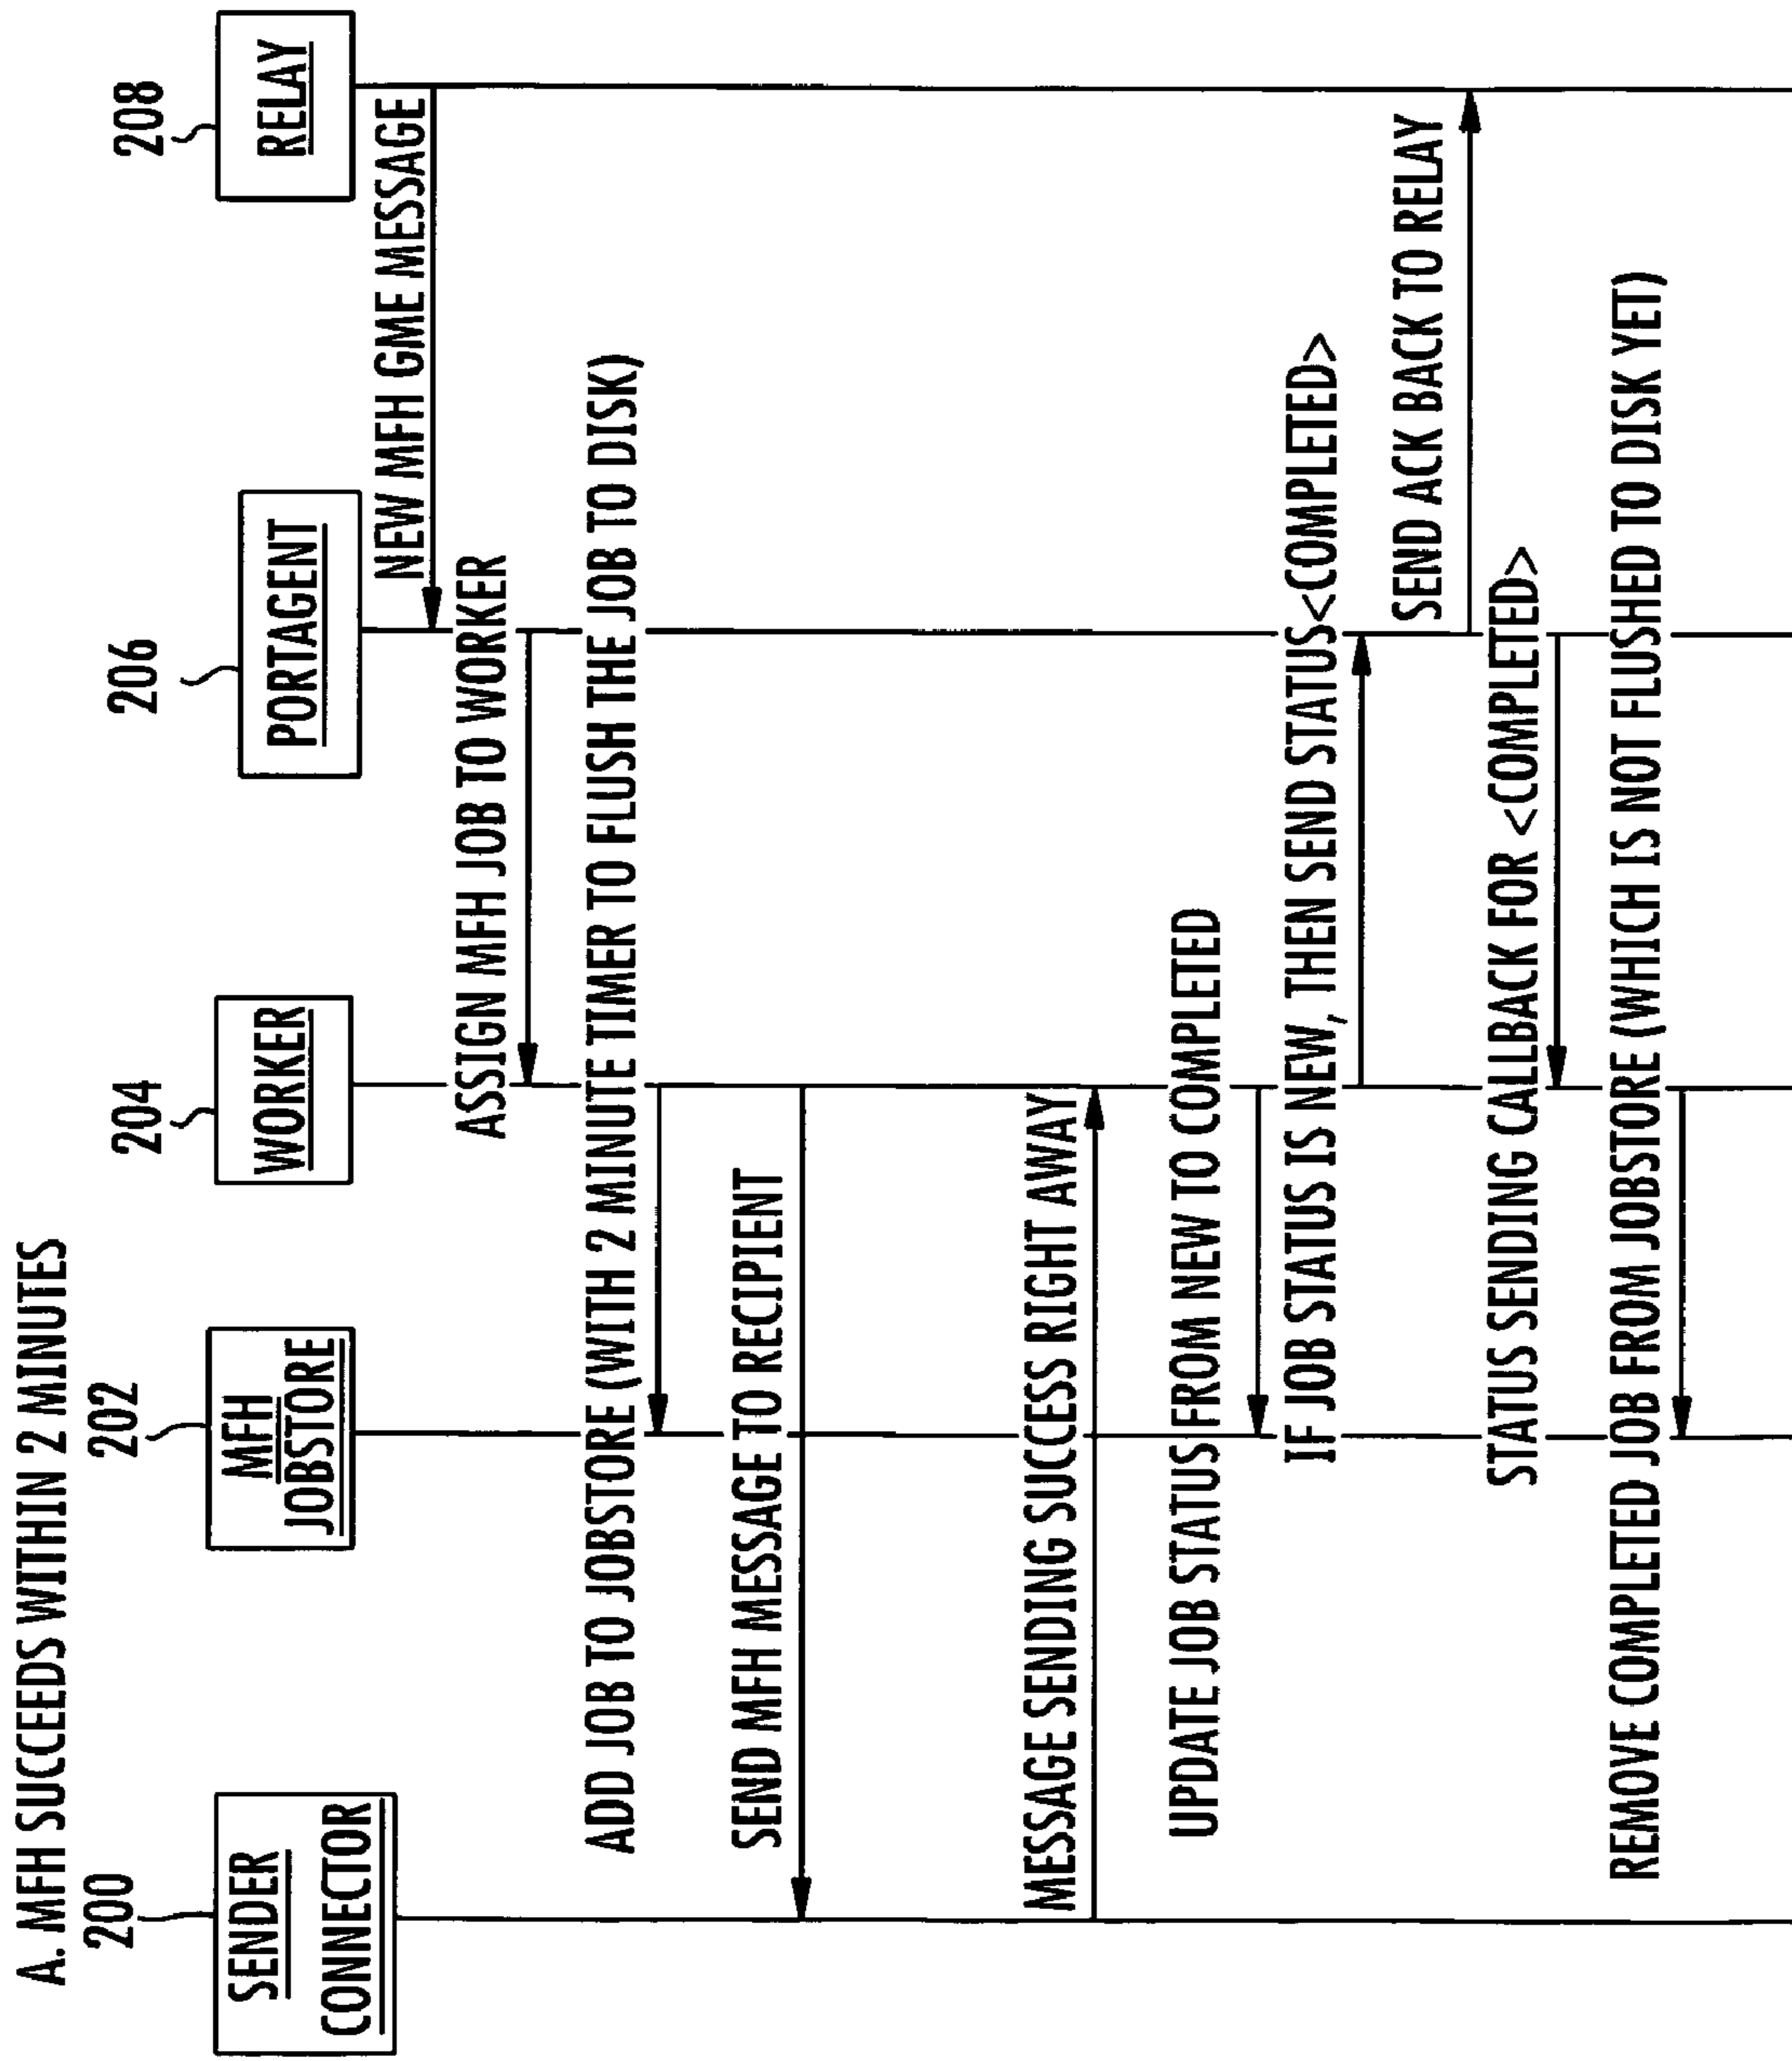 A. MFH SUCCEEDS WITHIN 2 MINUTES
200
202
204
206
208
SENDER
CONNECTOR
MFH
JOBSTORE
WORKER
PORTAGENT
RELAY
NEW MFH GME MESSAGE
ASSIGN MFH JOB TO WORKER
ADD JOB TO JOBSTORE (WITH 2 MINUTE TIMER TO FLUSH THE JOB TO DISK)
SEND MFH MESSAGE TO RECIPIENT
MESSAGE SENDING SUCCESS RIGHT AWAY
UPDATE JOB STATUS FROM NEW TO COMPLETED
IF JOB STATUS IS NEW, THEN SEND STATUS<COMPLETED>
SEND ACK BACK TO RELAY
STATUS SENDING CALLBACK FOR <COMPLETED>
REMOVE COMPLETED JOB FROM JOBSTORE (WHICH IS NOT FLUSHED TO DISK YET)